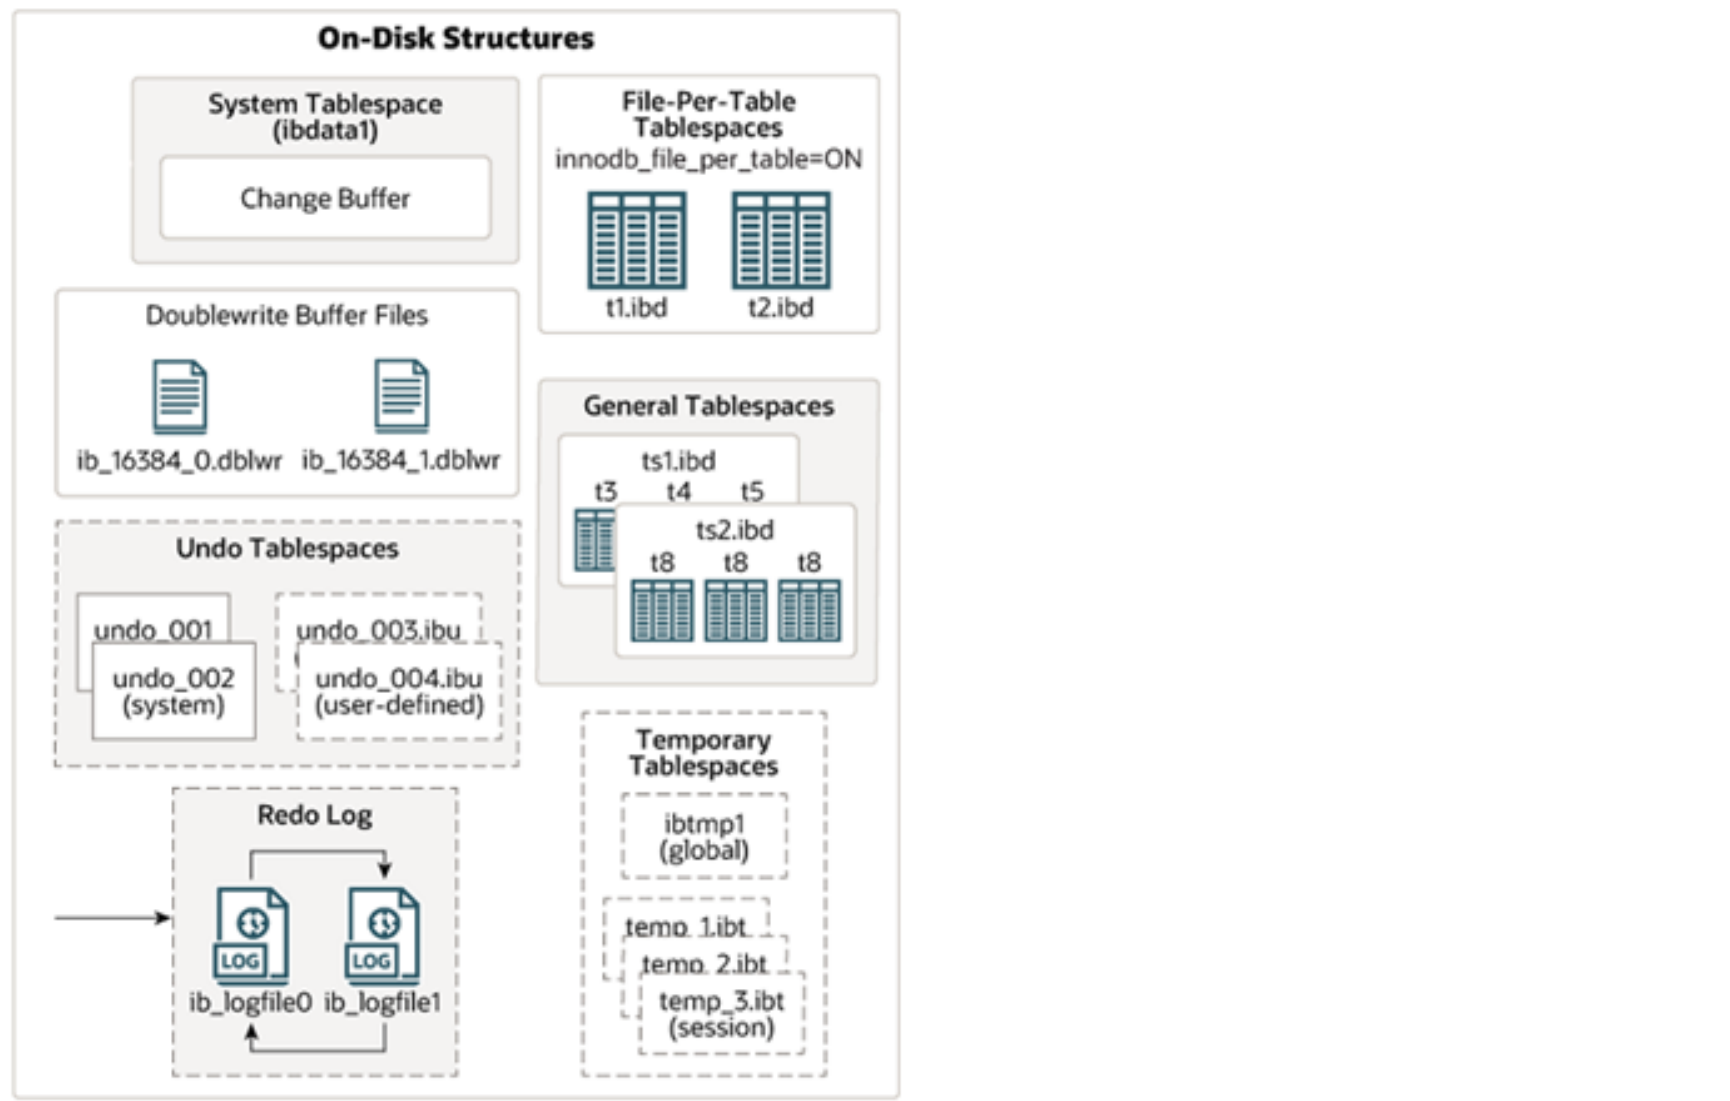 On-Disk Structures
System Tablespace
(ibdata1)
Change Buffer
File-Per-Table
Tablespaces
innodb_file_per_table=ON
t1.ibd
t2.ibd
Doublewrite Buffer Files
ib_16384_0.dblwr
ib_16384_1.dblwr
General Tablespaces
ts1.ibd
t3 t4 t5
ts2.ibd
t8 t8 t8
Undo Tablespaces
undo_001
undo_002
(system)
undo_003.ibu
undo_004.ibu
(user-defined)
Temporary
Tablespaces
ibtmp1
(global)
temp_1.ibt
temp_2.ibt
temp_3.ibt
(session)
Redo Log
LOG
LOG
ib_logfile0
ib_logfile1